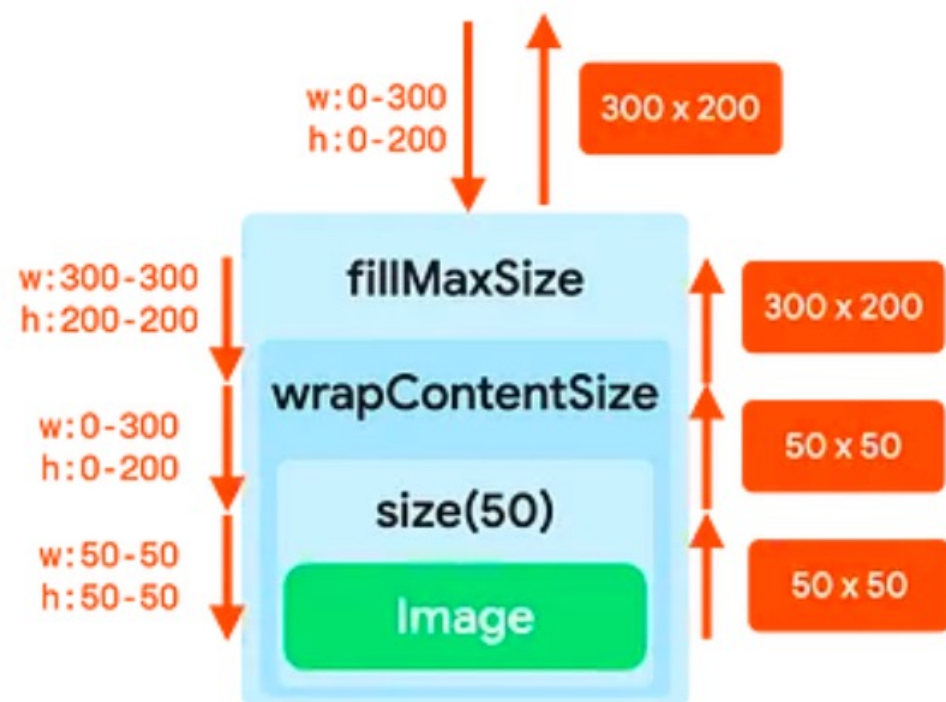 w:0-300
h:0-200
300 x 200
fillMaxSize
w:300-300
h:200-200
300 x 200
wrapContentSize
w:0-300
h:0-200
50 x 50
size(50)
w:50-50
h:50-50
50 x 50
Image